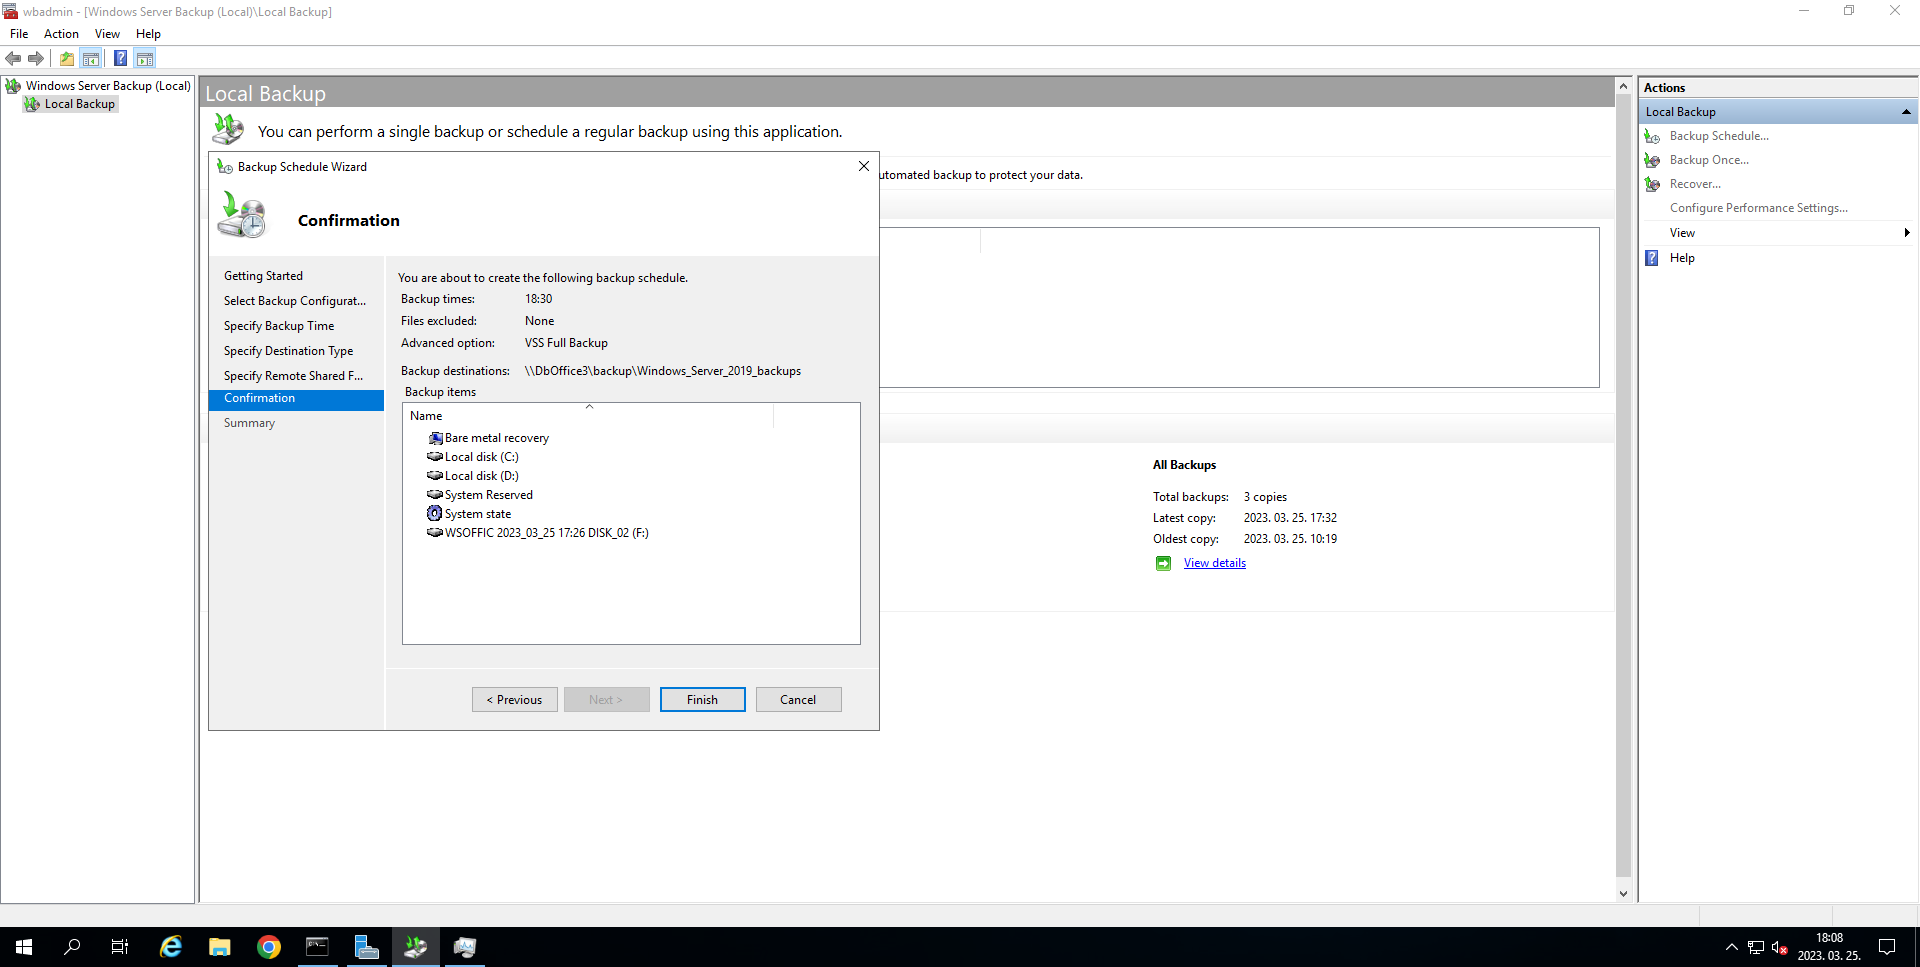 wbadmin - [Windows Server Backup (Local)\Local Backup]
File Action View Help
Windows Server Backup (Local)
Local Backup
Local Backup
You can perform a single backup or schedule a regular backup using this application.
utomated backup to protect your data.
Backup Schedule Wizard
Confirmation
Getting Started
Select Backup Configurat...
Specify Backup Time
Specify Destination Type
Specify Remote Shared F...
Confirmation
Summary
You are about to create the following backup schedule.
Backup times: 18:30
Files excluded: None
Advanced option: VSS Full Backup
Backup destinations: \\DbOffice3\backup\Windows_Server_2019_backups
Backup items
Name
Bare metal recovery
Local disk (C:)
Local disk (D:)
System Reserved
System state
WSOFFIC 2023_03_25 17:26 DISK_02 (F:)
< Previous Next > Finish Cancel
All Backups
Total backups: 3 copies
Latest copy: 2023. 03. 25. 17:32
Oldest copy: 2023. 03. 25. 10:19
View details
Actions
Local Backup
Backup Schedule...
Backup Once...
Recover...
Configure Performance Settings...
View
Help
18:08
2023. 03. 25.